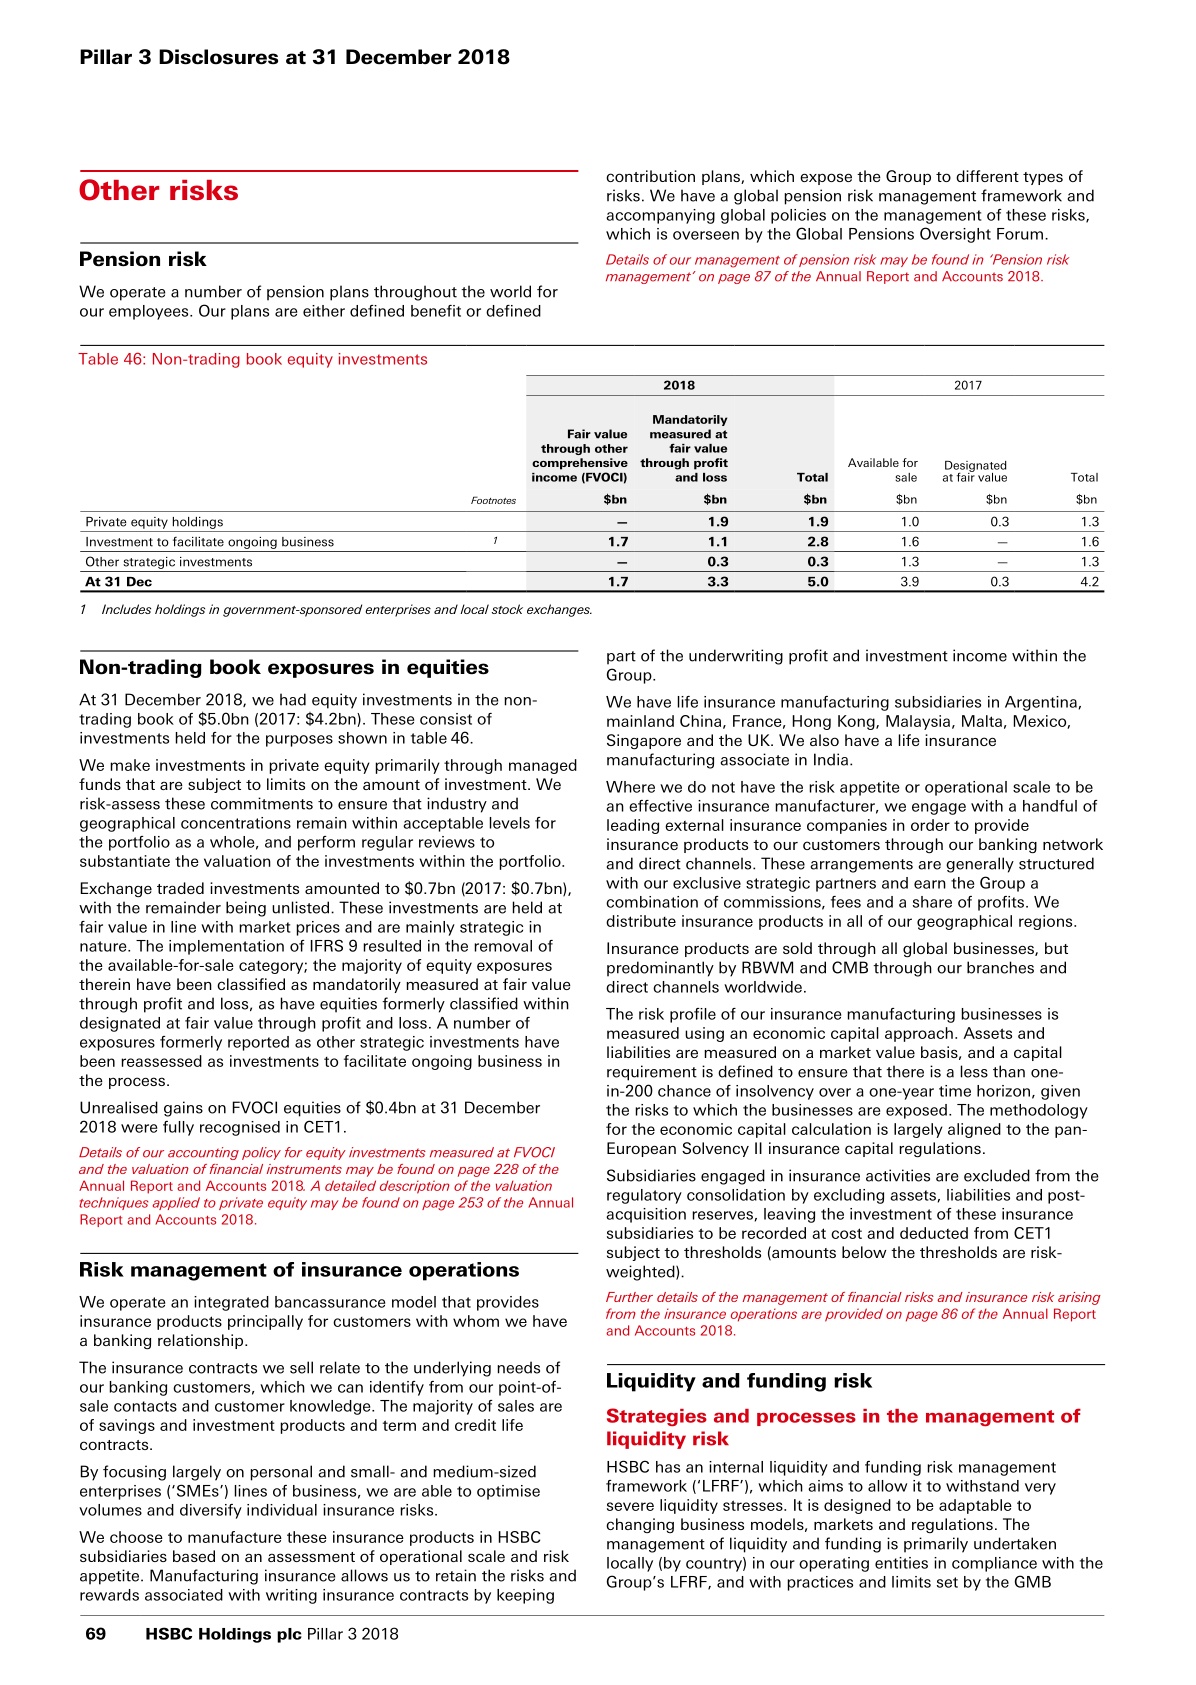 Pillar 3 Disclosures at 31 December 2018
Other risks
Pension risk
We operate a number of pension plans throughout the world for
our employees. Our plans are either defined benefit or defined
contribution plans, which expose the Group to different types of
risks. We have a global pension risk management framework and
accompanying global policies on the management of these risks,
which is overseen by the Global Pensions Oversight Forum.
Details of our management of pension risk may be found in ‘Pension risk
management’ on page 87 of the Annual Report and Accounts 2018.
Table 46: Non-trading book equity investments
2018 2017
Fair value through other comprehensive income (FVOCI) Mandatorily measured at fair value through profit and loss Total Available for sale Designated at fair value Total
Footnotes $bn $bn $bn $bn $bn $bn
Private equity holdings — 1.9 1.9 1.0 0.3 1.3
Investment to facilitate ongoing business 1 1.7 1.1 2.8 1.6 — 1.6
Other strategic investments — 0.3 0.3 1.3 — 1.3
At 31 Dec 1.7 3.3 5.0 3.9 0.3 4.2
1 Includes holdings in government-sponsored enterprises and local stock exchanges.
Non-trading book exposures in equities
At 31 December 2018, we had equity investments in the non-
trading book of $5.0bn (2017: $4.2bn). These consist of
investments held for the purposes shown in table 46.
We make investments in private equity primarily through managed
funds that are subject to limits on the amount of investment. We
risk-assess these commitments to ensure that industry and
geographical concentrations remain within acceptable levels for
the portfolio as a whole, and perform regular reviews to
substantiate the valuation of the investments within the portfolio.
Exchange traded investments amounted to $0.7bn (2017: $0.7bn),
with the remainder being unlisted. These investments are held at
fair value in line with market prices and are mainly strategic in
nature. The implementation of IFRS 9 resulted in the removal of
the available-for-sale category; the majority of equity exposures
therein have been classified as mandatorily measured at fair value
through profit and loss, as have equities formerly classified within
designated at fair value through profit and loss. A number of
exposures formerly reported as other strategic investments have
been reassessed as investments to facilitate ongoing business in
the process.
Unrealised gains on FVOCI equities of $0.4bn at 31 December
2018 were fully recognised in CET1.
Details of our accounting policy for equity investments measured at FVOCI
and the valuation of financial instruments may be found on page 228 of the
Annual Report and Accounts 2018. A detailed description of the valuation
techniques applied to private equity may be found on page 253 of the Annual
Report and Accounts 2018.
Risk management of insurance operations
We operate an integrated bancassurance model that provides
insurance products principally for customers with whom we have
a banking relationship.
The insurance contracts we sell relate to the underlying needs of
our banking customers, which we can identify from our point-of-
sale contacts and customer knowledge. The majority of sales are
of savings and investment products and term and credit life
contracts.
By focusing largely on personal and small- and medium-sized
enterprises (‘SMEs’) lines of business, we are able to optimise
volumes and diversify individual insurance risks.
We choose to manufacture these insurance products in HSBC
subsidiaries based on an assessment of operational scale and risk
appetite. Manufacturing insurance allows us to retain the risks and
rewards associated with writing insurance contracts by keeping
part of the underwriting profit and investment income within the
Group.
We have life insurance manufacturing subsidiaries in Argentina,
mainland China, France, Hong Kong, Malaysia, Malta, Mexico,
Singapore and the UK. We also have a life insurance
manufacturing associate in India.
Where we do not have the risk appetite or operational scale to be
an effective insurance manufacturer, we engage with a handful of
leading external insurance companies in order to provide
insurance products to our customers through our banking network
and direct channels. These arrangements are generally structured
with our exclusive strategic partners and earn the Group a
combination of commissions, fees and a share of profits. We
distribute insurance products in all of our geographical regions.
Insurance products are sold through all global businesses, but
predominantly by RBWM and CMB through our branches and
direct channels worldwide.
The risk profile of our insurance manufacturing businesses is
measured using an economic capital approach. Assets and
liabilities are measured on a market value basis, and a capital
requirement is defined to ensure that there is a less than one-
in-200 chance of insolvency over a one-year time horizon, given
the risks to which the businesses are exposed. The methodology
for the economic capital calculation is largely aligned to the pan-
European Solvency II insurance capital regulations.
Subsidiaries engaged in insurance activities are excluded from the
regulatory consolidation by excluding assets, liabilities and post-
acquisition reserves, leaving the investment of these insurance
subsidiaries to be recorded at cost and deducted from CET1
subject to thresholds (amounts below the thresholds are risk-
weighted).
Further details of the management of financial risks and insurance risk arising
from the insurance operations are provided on page 86 of the Annual Report
and Accounts 2018.
Liquidity and funding risk
Strategies and processes in the management of
liquidity risk
HSBC has an internal liquidity and funding risk management
framework (‘LFRF’), which aims to allow it to withstand very
severe liquidity stresses. It is designed to be adaptable to
changing business models, markets and regulations. The
management of liquidity and funding is primarily undertaken
locally (by country) in our operating entities in compliance with the
Group’s LFRF, and with practices and limits set by the GMB
69 HSBC Holdings plc Pillar 3 2018